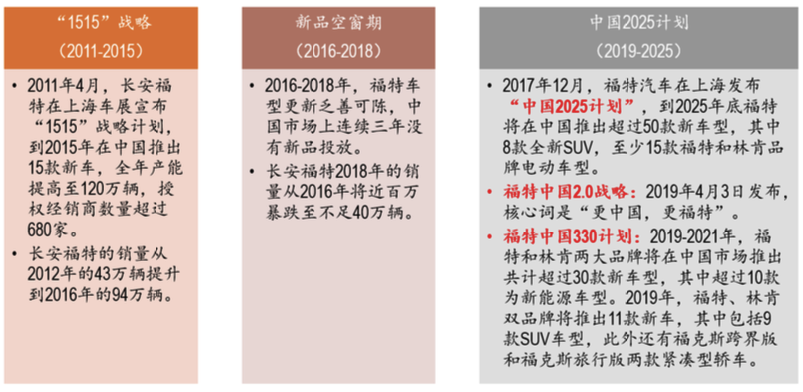 “1515”战略
（2011-2015）
• 2011年4月，长安福
特在上海车展宣布
“1515”战略计划，
到2015年在中国推出
15款新车，全年产能
提高至120万辆，授
权经销商数量超过
680家。
• 长安福特的销量从
2012年的43万辆提升
到2016年的94万辆。
新品空窗期
（2016-2018）
• 2016-2018年，福特车
型更新乏善可陈，中
国市场上连续三年没
有新品投放。
• 长安福特2018年的销
量从2016年将近百万
暴跌至不足40万辆。
中国2025计划
（2019-2025）
• 2017年12月，福特汽车在上海发布
“中国2025计划”，到2025年底福特
将在中国推出超过50款新车型，其中
8款全新SUV，至少15款福特和林肯品
牌电动车型。
• 福特中国2.0战略：2019年4月3日发布，
核心词是“更中国，更福特”。
• 福特中国330计划：2019-2021年，福
特和林肯两大品牌将在中国市场推出
共计超过30款新车型，其中超过10款
为新能源车型。2019年，福特、林肯
双品牌将推出11款新车，其中包括9
款SUV车型，此外还有福克斯跨界版
和福克斯旅行版两款紧凑型轿车。